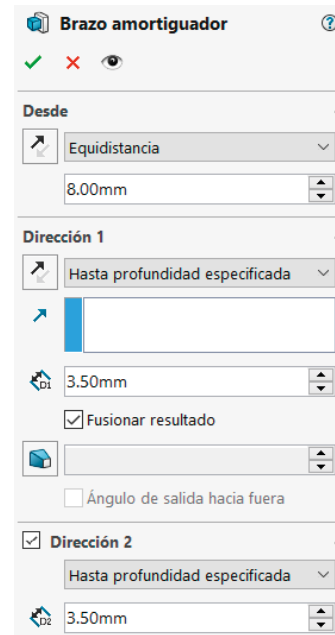 Brazo amortiguador
Desde
Equidistancia
8.00mm
Dirección 1
Hasta profundidad especificada
D1 3.50mm
Fusionar resultado
Ángulo de salida hacia fuera
Dirección 2
Hasta profundidad especificada
D2 3.50mm